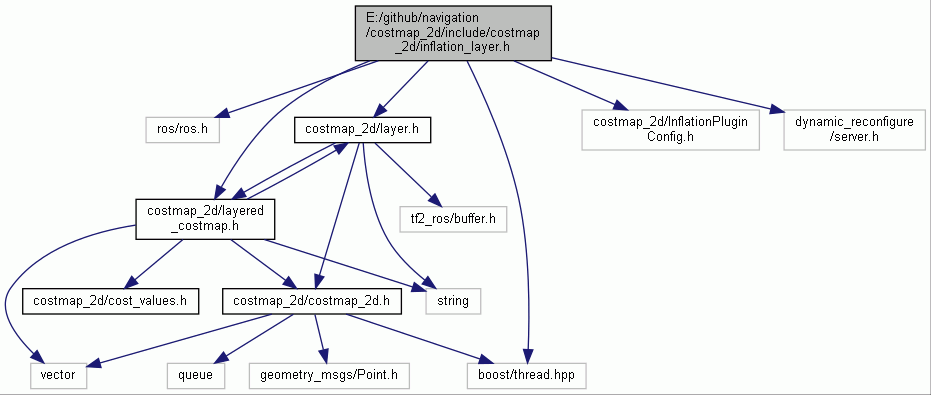 E:/github/navigation
/costmap_2d/include/costmap
_2d/inflation_layer.h
ros/ros.h
costmap_2d/layer.h
costmap_2d/InflationPlugin
Config.h
dynamic_reconfigure
/server.h
costmap_2d/layered
_costmap.h
tf2_ros/buffer.h
costmap_2d/cost_values.h
costmap_2d/costmap_2d.h
string
vector
queue
geometry_msgs/Point.h
boost/thread.hpp